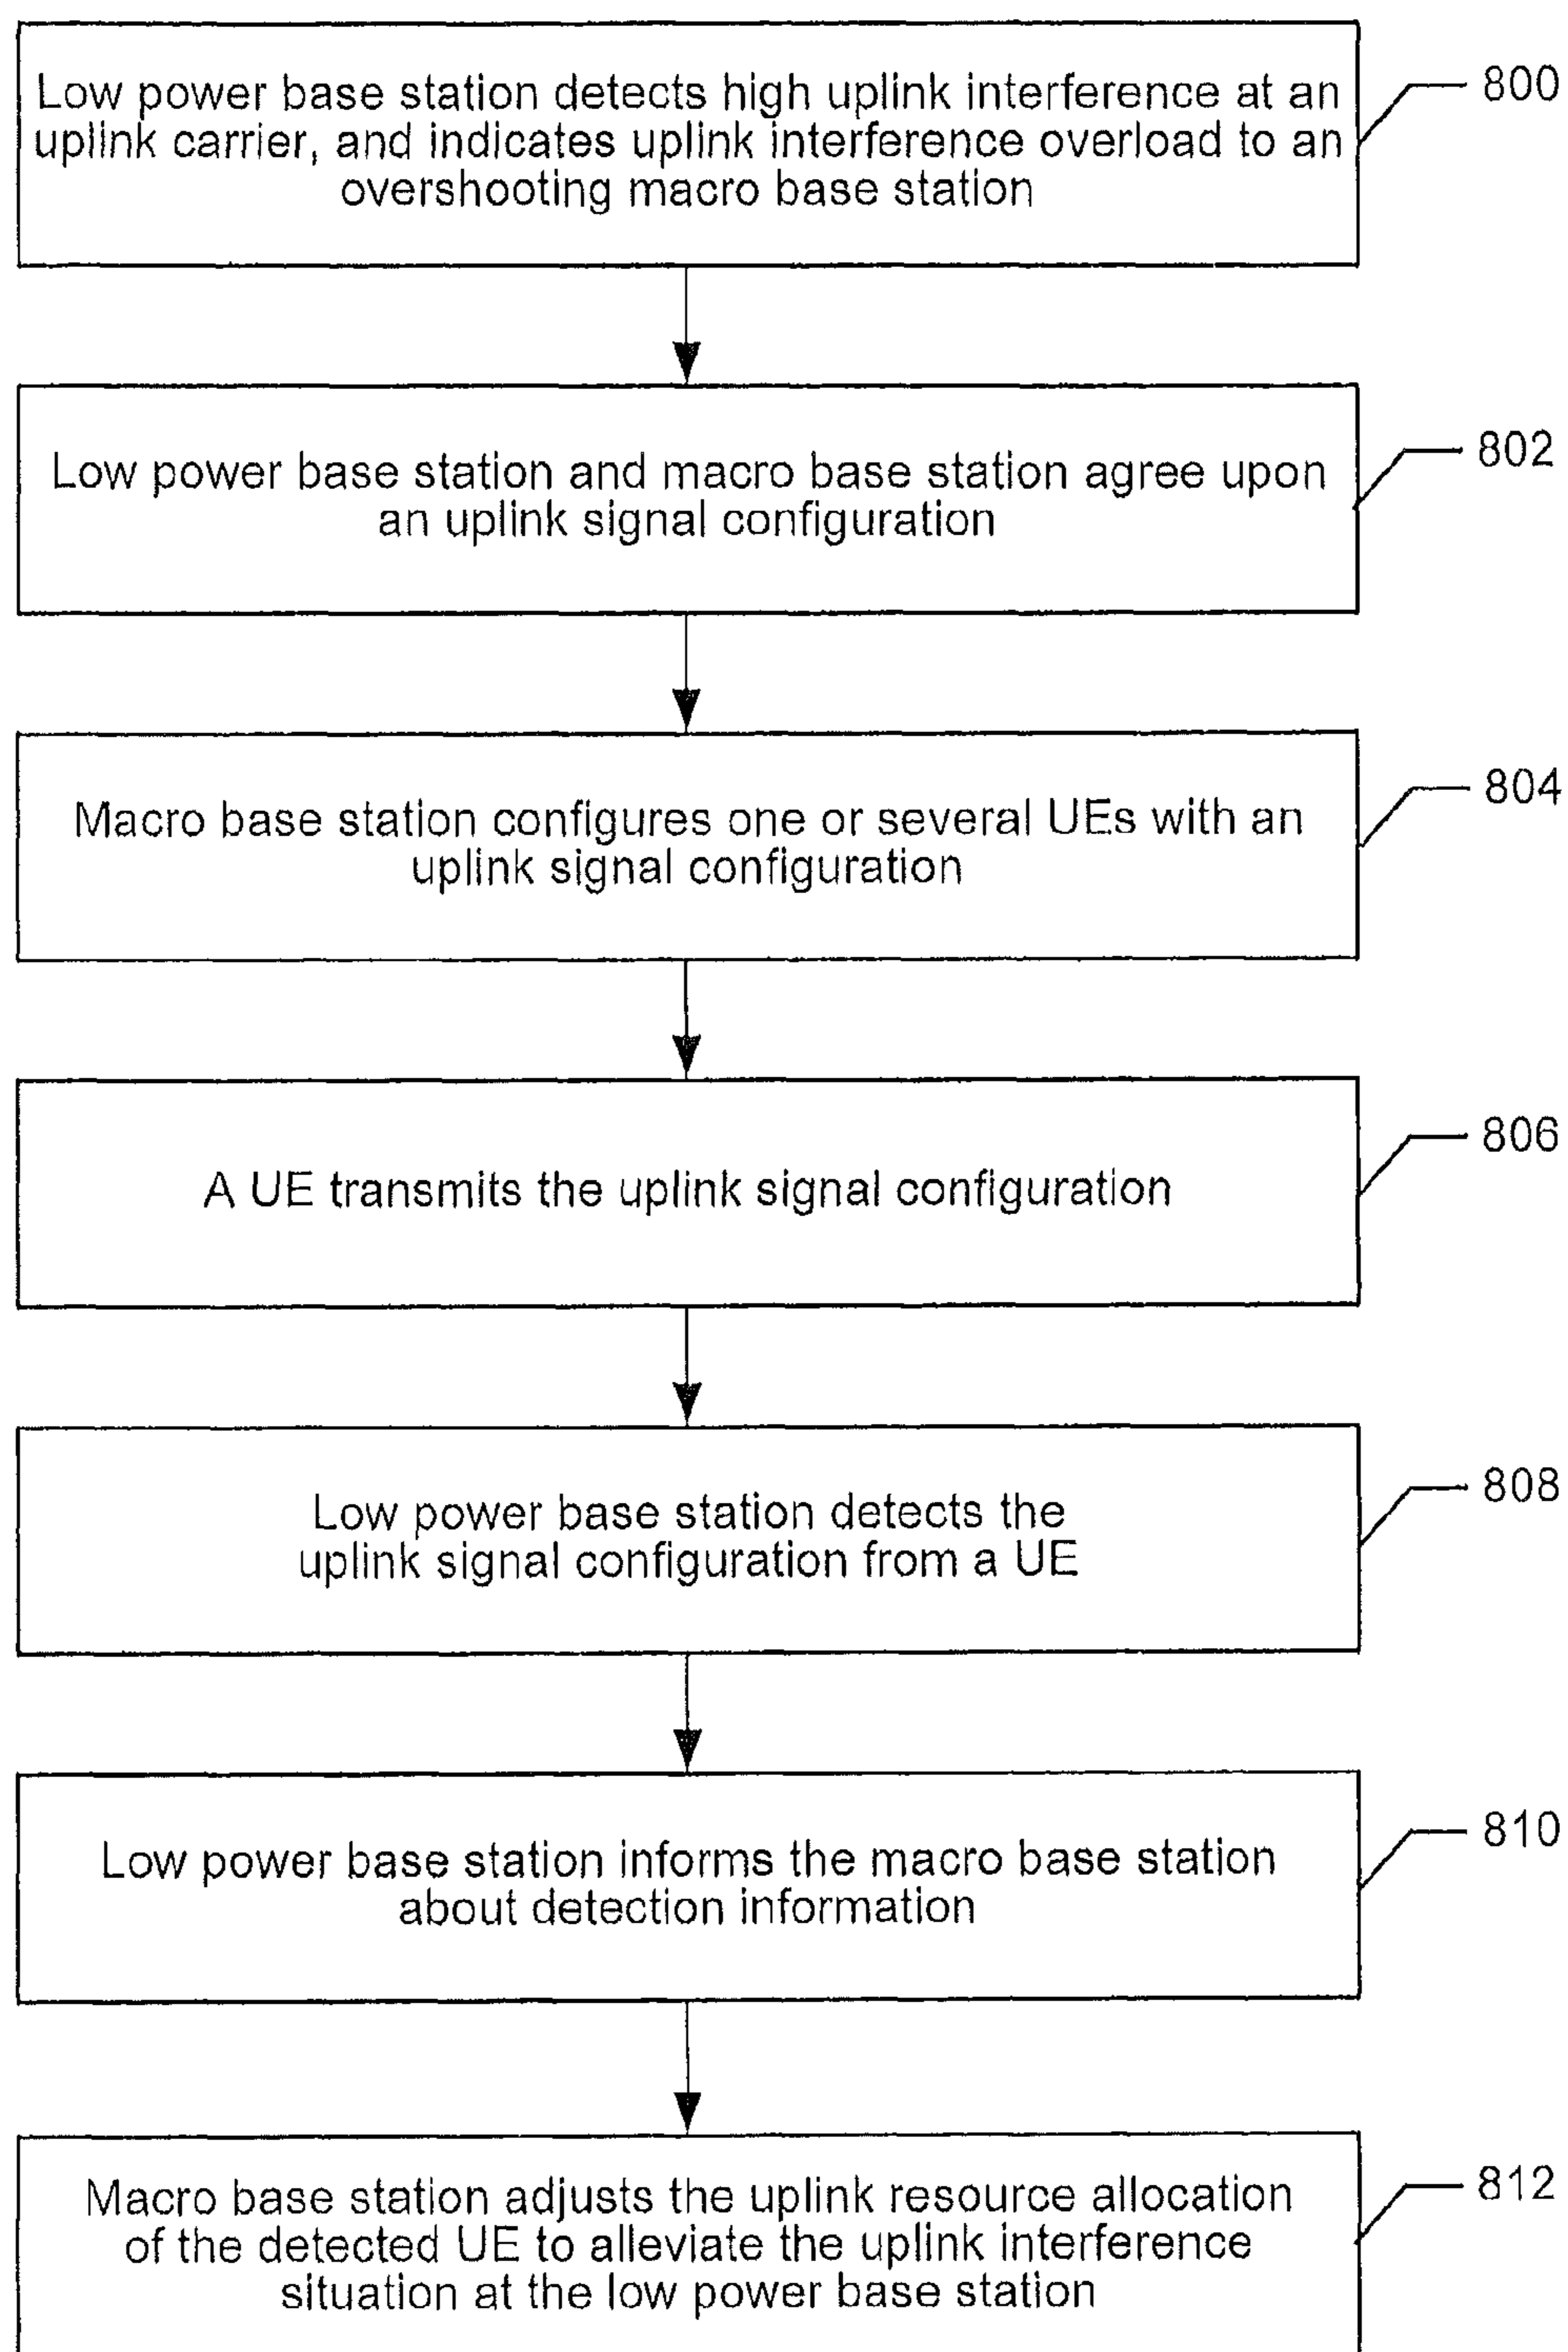 Low power base station detects high uplink interference at an
uplink carrier, and indicates uplink interference overload to an
overshooting macro base station
800
Low power base station and macro base station agree upon
an uplink signal configuration
802
Macro base station configures one or several UEs with an
uplink signal configuration
804
A UE transmits the uplink signal configuration
806
Low power base station detects the
uplink signal configuration from a UE
808
Low power base station informs the macro base station
about detection information
810
Macro base station adjusts the uplink resource allocation
of the detected UE to alleviate the uplink interference
situation at the low power base station
812